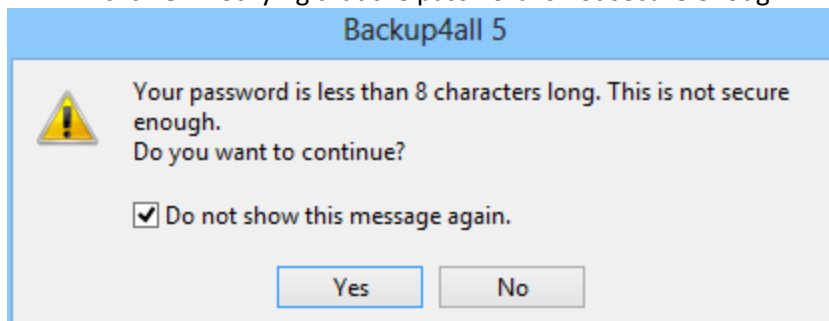 Backup4all 5
Your password is less than 8 characters long. This is not secure
enough.
Do you want to continue?
Do not show this message again.
Yes No